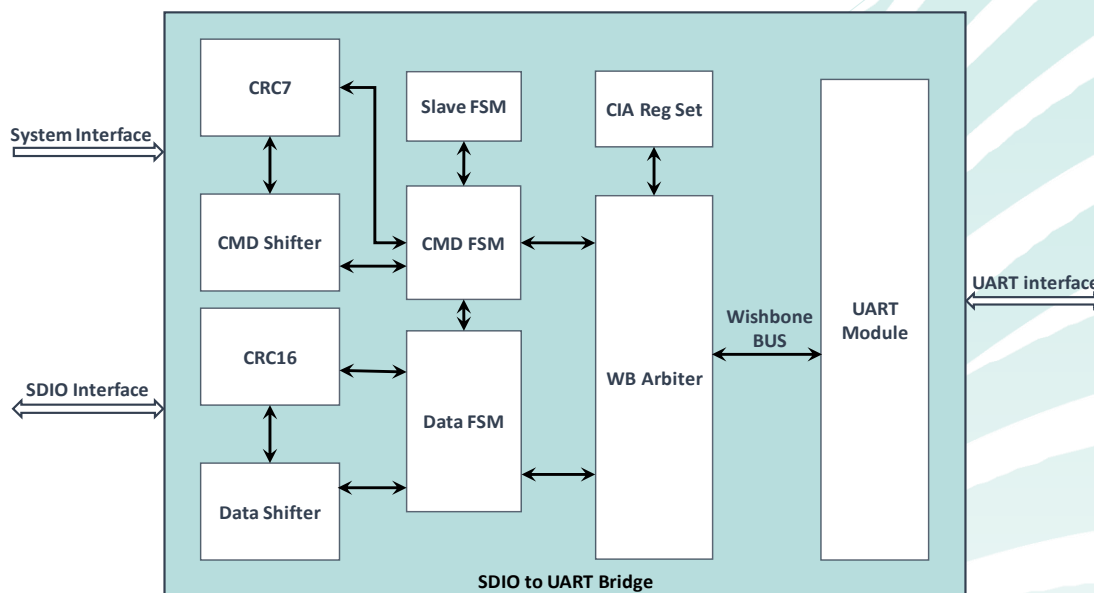 CRC7
Slave FSM
CIA Reg Set
System Interface
CMD Shifter
CMD FSM
UART interface
UART
Module
Wishbone
BUS
CRC16
WB Arbiter
SDIO Interface
Data FSM
Data Shifter
SDIO to UART Bridge